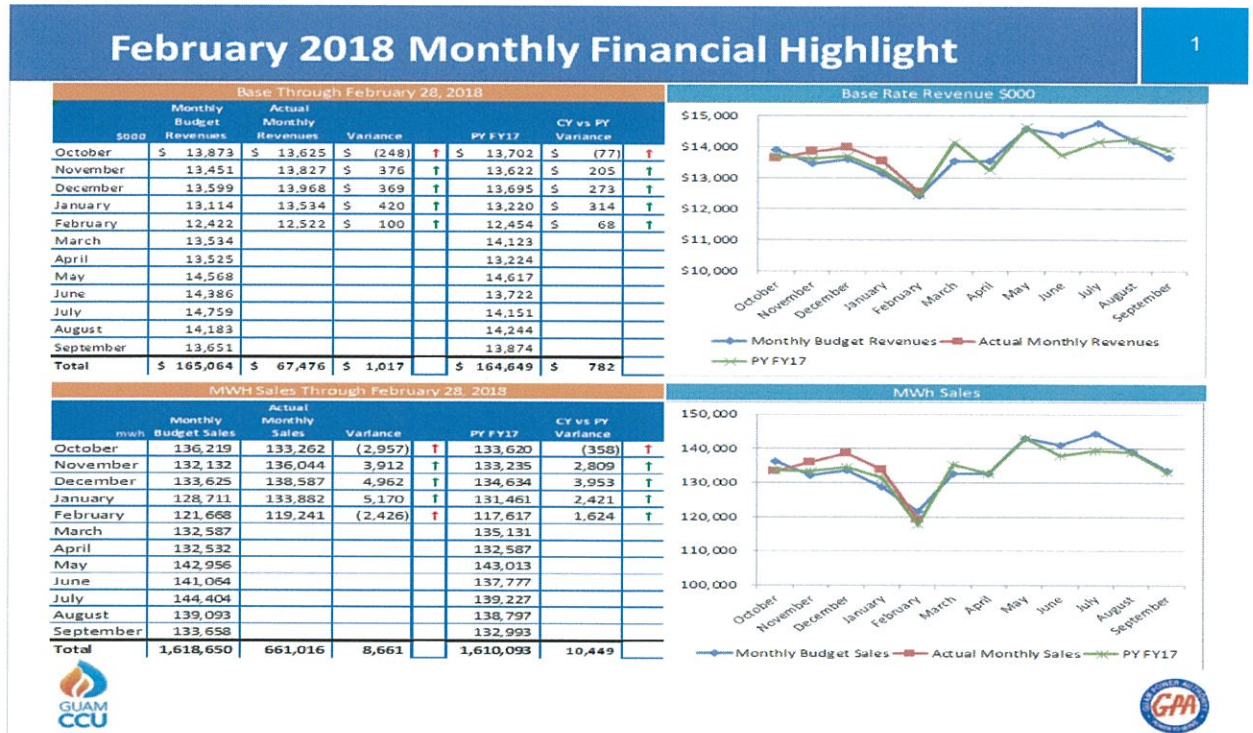 February 2018 Monthly Financial Highlight
1
Base Through February 28, 2018
$000 Monthly Budget Revenues Actual Monthly Revenues Variance PY FY17 CY vs PY Variance
October $ 13,873 $ 13,625 $ (248) ↑ $ 13,702 $ (77) ↑
November 13,451 13,827 $ 376 ↑ 13,622 $ 205 ↑
December 13,599 13,968 $ 369 ↑ 13,695 $ 273 ↑
January 13,114 13,534 $ 420 ↑ 13,220 $ 314 ↑
February 12,422 12,522 $ 100 ↑ 12,454 $ 68 ↑
March 13,534 14,123
April 13,525 13,224
May 14,568 14,617
June 14,386 13,722
July 14,759 14,151
August 14,183 14,244
September 13,651 13,874
Total $ 165,064 $ 67,476 $ 1,017 $ 164,649 $ 782
Base Rate Revenue $000
$15,000
$14,000
$13,000
$12,000
$11,000
$10,000
October November December January February March April May June July August September
Monthly Budget Revenues Actual Monthly Revenues
PY FY17
MWH Sales Through February 28, 2018
mwh Monthly Budget Sales Actual Monthly Sales Variance PY FY17 CY vs PY Variance
October 136,219 133,262 (2,957) ↑ 133,620 (358) ↑
November 132,132 136,044 3,912 ↑ 133,235 2,809 ↑
December 133,625 138,587 4,962 ↑ 134,634 3,953 ↑
January 128,711 133,882 5,170 ↑ 131,461 2,421 ↑
February 121,668 119,241 (2,426) ↑ 117,617 1,624 ↑
March 132,587 135,131
April 132,532 132,587
May 142,956 143,013
June 141,064 137,777
July 144,404 139,227
August 139,093 138,797
September 133,658 132,993
Total 1,618,650 661,016 8,661 1,610,093 10,449
MWh Sales
150,000
140,000
130,000
120,000
110,000
100,000
October November December January February March April May June July August September
Monthly Budget Sales Actual Monthly Sales PY FY17
GUAM
CCU
GUAM POWER AUTHORITY
GPA